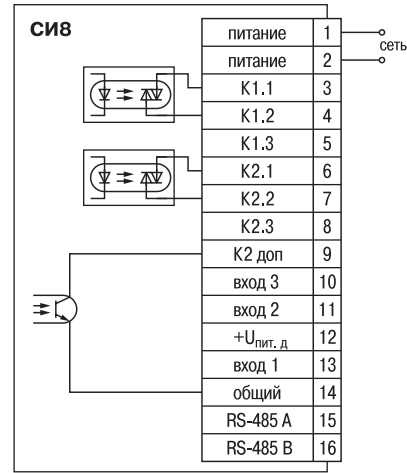 СИ8
питание 1
питание 2
сеть
К1.1 3
К1.2 4
К1.3 5
К2.1 6
К2.2 7
К2.3 8
К2 доп 9
вход 3 10
вход 2 11
+Uпит. д 12
вход 1 13
общий 14
RS-485 А 15
RS-485 В 16